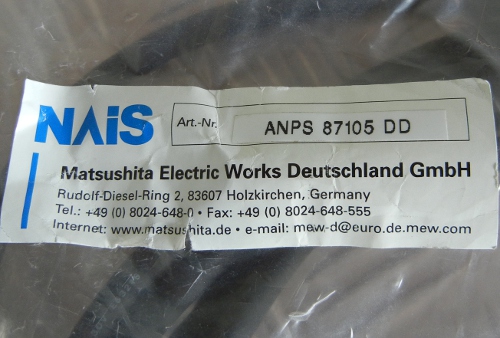 NAiS
Art.-Nr. ANPS 87105 DD
Matsushita Electric Works Deutschland GmbH
Rudolf-Diesel-Ring 2, 83607 Holzkirchen, Germany
Tel.: +49 (0) 8024-648-0 • Fax: +49 (0) 8024-648-555
Internet: www.matsushita.de • e-mail: mew-d@euro.de.mew.com